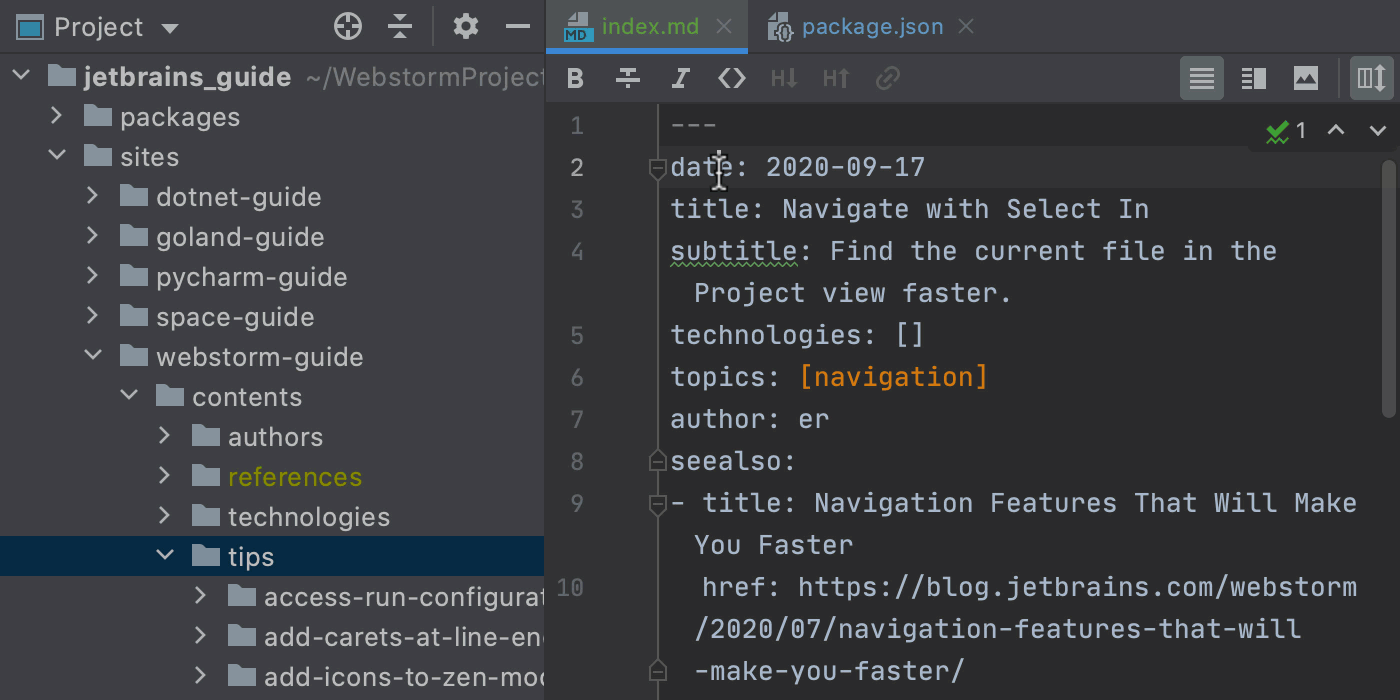 Project
index.md
package.json
jetbrains_guide ~/WebstormProject
packages
sites
dotnet-guide
goland-guide
pycharm-guide
space-guide
webstorm-guide
contents
authors
references
technologies
tips
access-run-configurat
add-carets-at-line-en
add-icons-to-zen-mod
MD
B T I <> H↓ H↑
1
1 ---
2 date: 2020-09-17
3 title: Navigate with Select In
4 subtitle: Find the current file in the
Project view faster.
5 technologies: []
6 topics: [navigation]
7 author: er
8 seealso:
9 - title: Navigation Features That Will Make
You Faster
10 href: https://blog.jetbrains.com/webstorm
/2020/07/navigation-features-that-will
-make-you-faster/